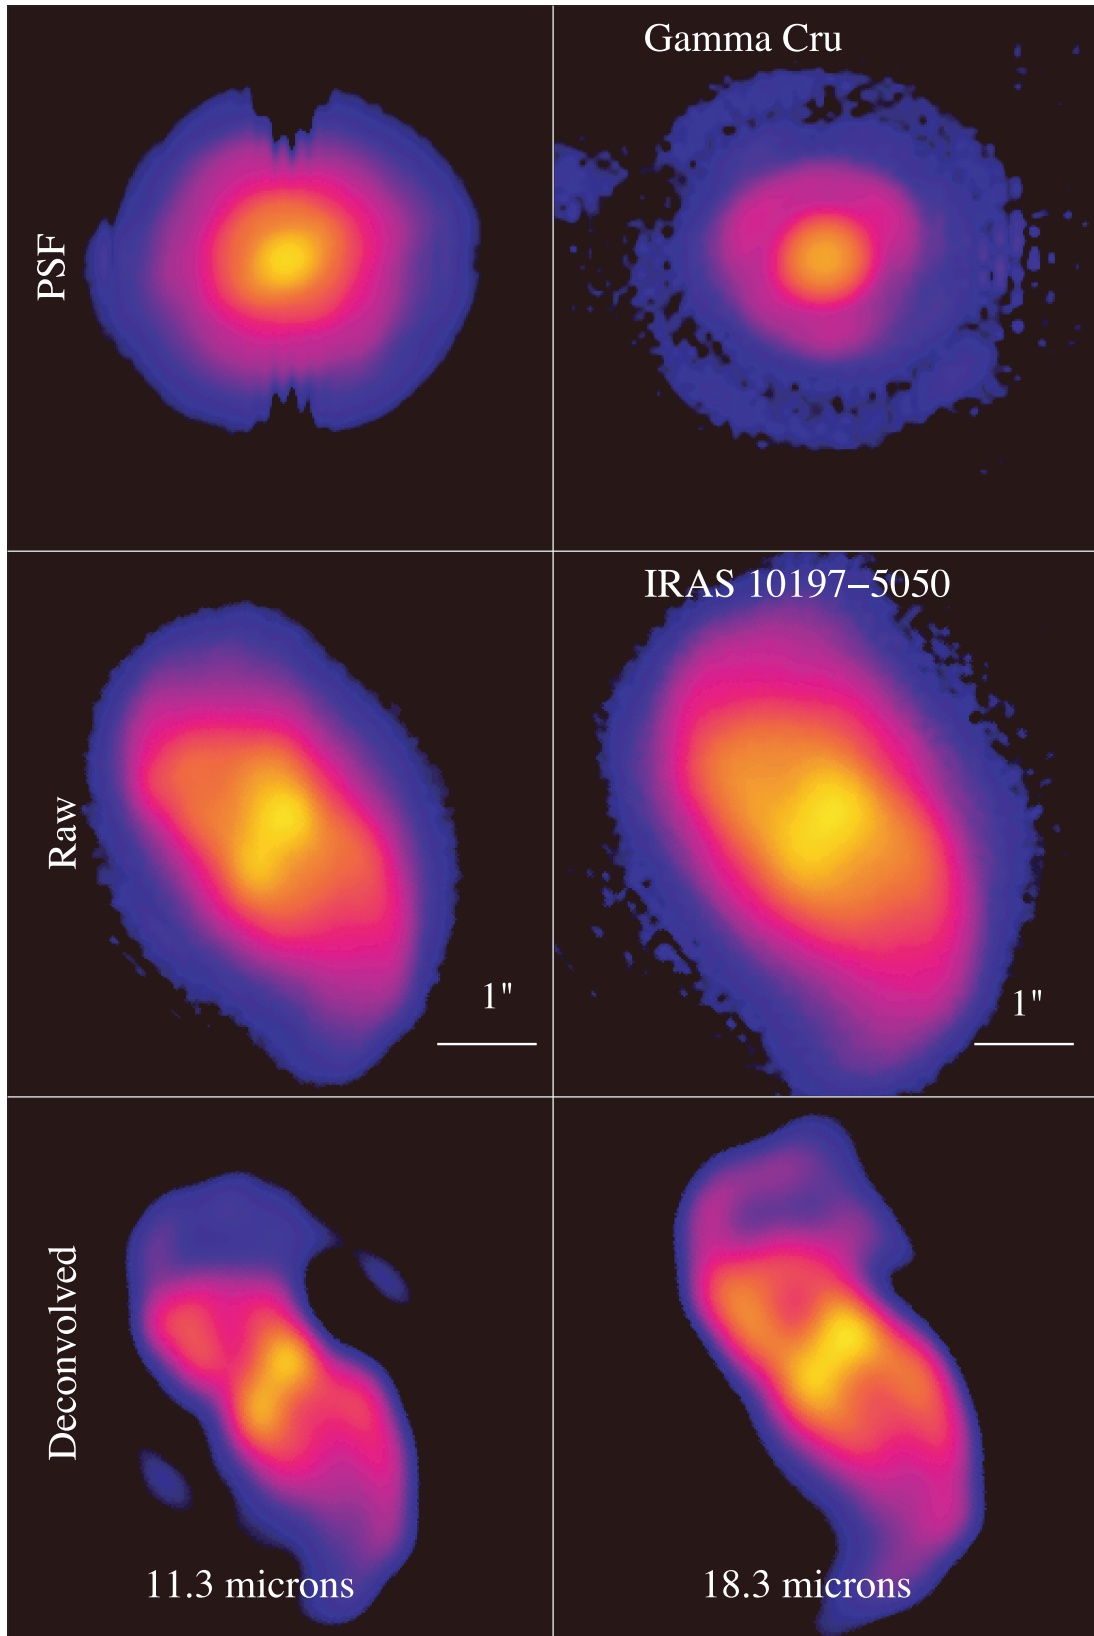 Gamma Cru
PSF
IRAS 10197−5050
Raw
1"
1"
Deconvolved
11.3 microns
18.3 microns